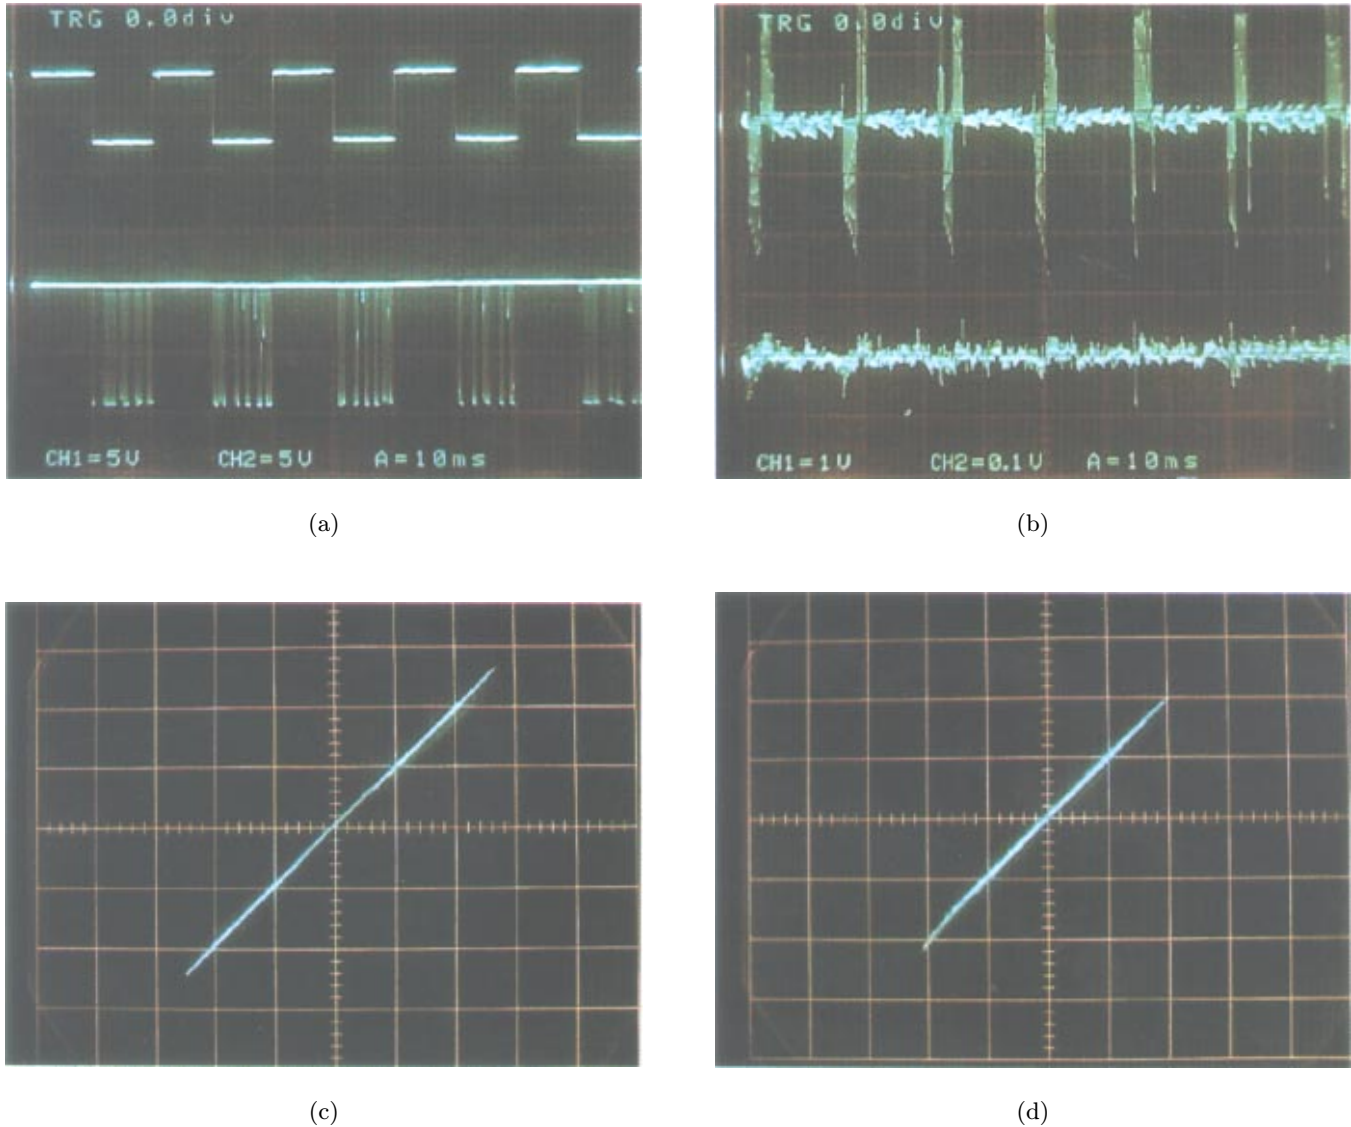 TRG 0.0div
CH1=5V CH2=5V A=10ms
(a)
TRG 0.0div
CH1=1V CH2=0.1V A=10ms
(b)
(c)
(d)